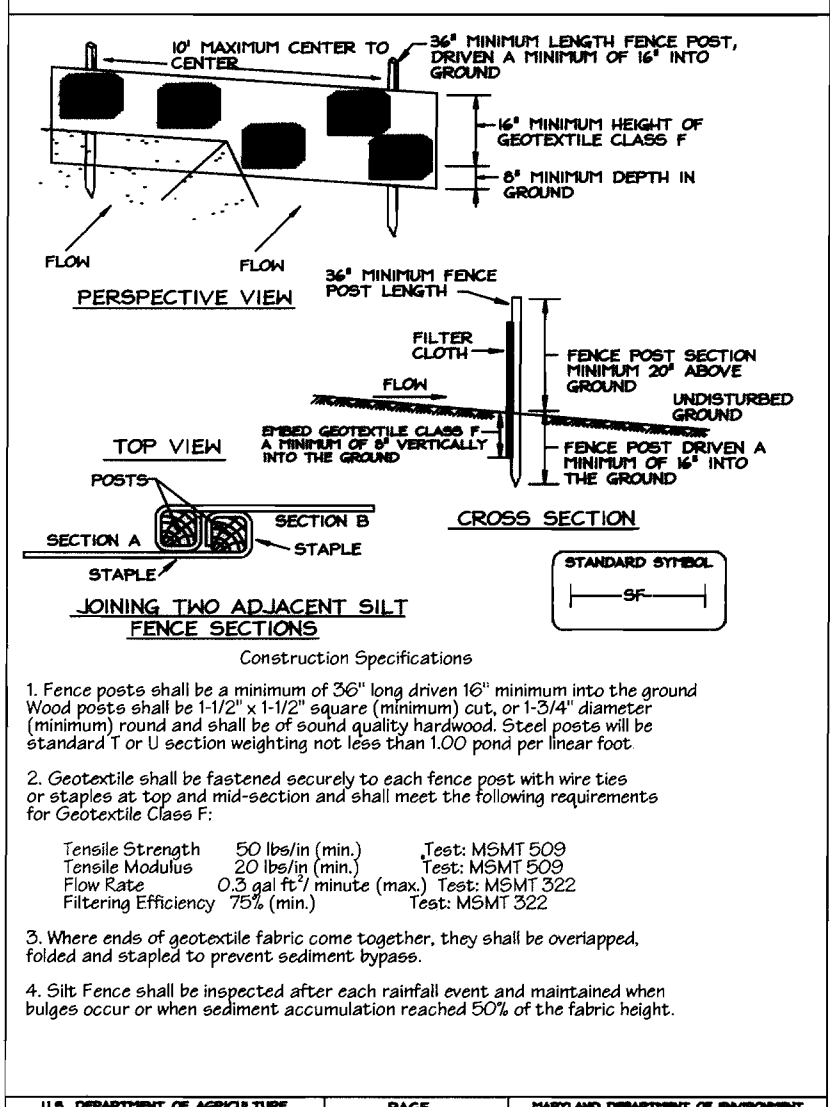 10' MAXIMUM CENTER TO
CENTER
36" MINIMUM LENGTH FENCE POST,
DRIVEN A MINIMUM OF 16" INTO
GROUND
16" MINIMUM HEIGHT OF
GEOTEXTILE CLASS F
8" MINIMUM DEPTH IN
GROUND
FLOW
FLOW
PERSPECTIVE VIEW
36" MINIMUM FENCE
POST LENGTH
FILTER
CLOTH
FENCE POST SECTION
MINIMUM 20" ABOVE
GROUND
FLOW
UNDISTURBED
GROUND
EMBED GEOTEXTILE CLASS F
A MINIMUM OF 8" VERTICALLY
INTO THE GROUND
FENCE POST DRIVEN A
MINIMUM OF 16" INTO
THE GROUND
CROSS SECTION
TOP VIEW
POSTS
SECTION B
SECTION A
STAPLE
STAPLE
JOINING TWO ADJACENT SILT
FENCE SECTIONS
STANDARD SYMBOL
SF
Construction Specifications
1. Fence posts shall be a minimum of 36" long driven 16" minimum into the ground
Wood posts shall be 1-1/2" x 1-1/2" square (minimum) cut, or 1-3/4" diameter
(minimum) round and shall be of sound quality hardwood. Steel posts will be
standard T or U section weighting not less than 1.00 pond per linear foot.
2. Geotextile shall be fastened securely to each fence post with wire ties
or staples at top and mid-section and shall meet the following requirements
for Geotextile Class F:
Tensile Strength 50 lbs/in (min.) Test: MSMT 509
Tensile Modulus 20 lbs/in (min.) Test: MSMT 509
Flow Rate 0.3 gal ft²/ minute (max.) Test: MSMT 322
Filtering Efficiency 75% (min.) Test: MSMT 322
3. Where ends of geotextile fabric come together, they shall be overlapped,
folded and stapled to prevent sediment bypass.
4. Silt Fence shall be inspected after each rainfall event and maintained when
bulges occur or when sediment accumulation reached 50% of the fabric height.
U.S. DEPARTMENT OF AGRICULTURE
PAGE
MARYLAND DEPARTMENT OF ENVIRONMENT